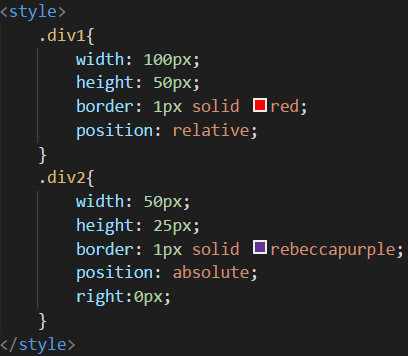 <style>
    .div1{
        width: 100px;
        height: 50px;
        border: 1px solid red;
        position: relative;
    }
    .div2{
        width: 50px;
        height: 25px;
        border: 1px solid rebeccapurple;
        position: absolute;
        right:0px;
    }
</style>